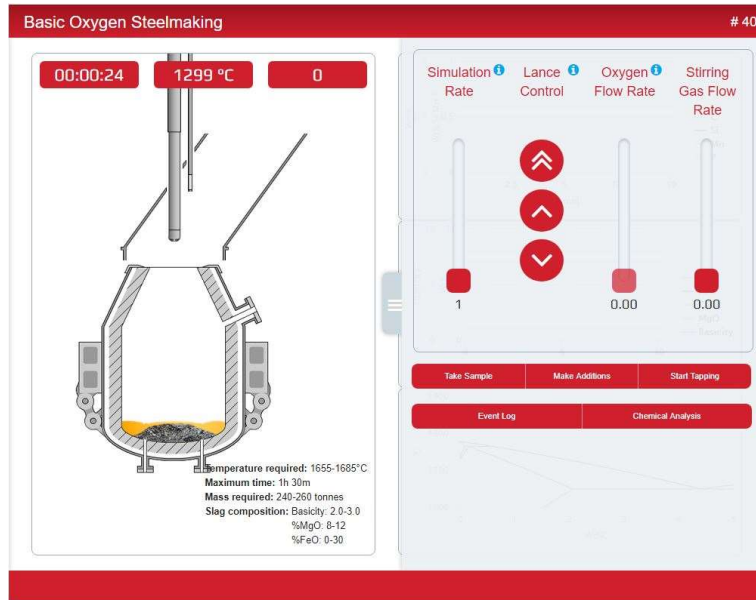 Basic Oxygen Steelmaking
# 40
00:00:24
1299 ºC
0
Temperature required: 1655-1685°C
Maximum time: 1h 30m
Mass required: 240-260 tonnes
Slag composition: Basicity: 2.0-3.0
%MgO: 8-12
%FeO: 0-30
Simulation Rate
Lance Control
Oxygen Flow Rate
Stirring Gas Flow Rate
1
0.00
0.00
Take Sample
Make Additions
Start Tapping
Event Log
Chemical Analysis
MgO
Basicity